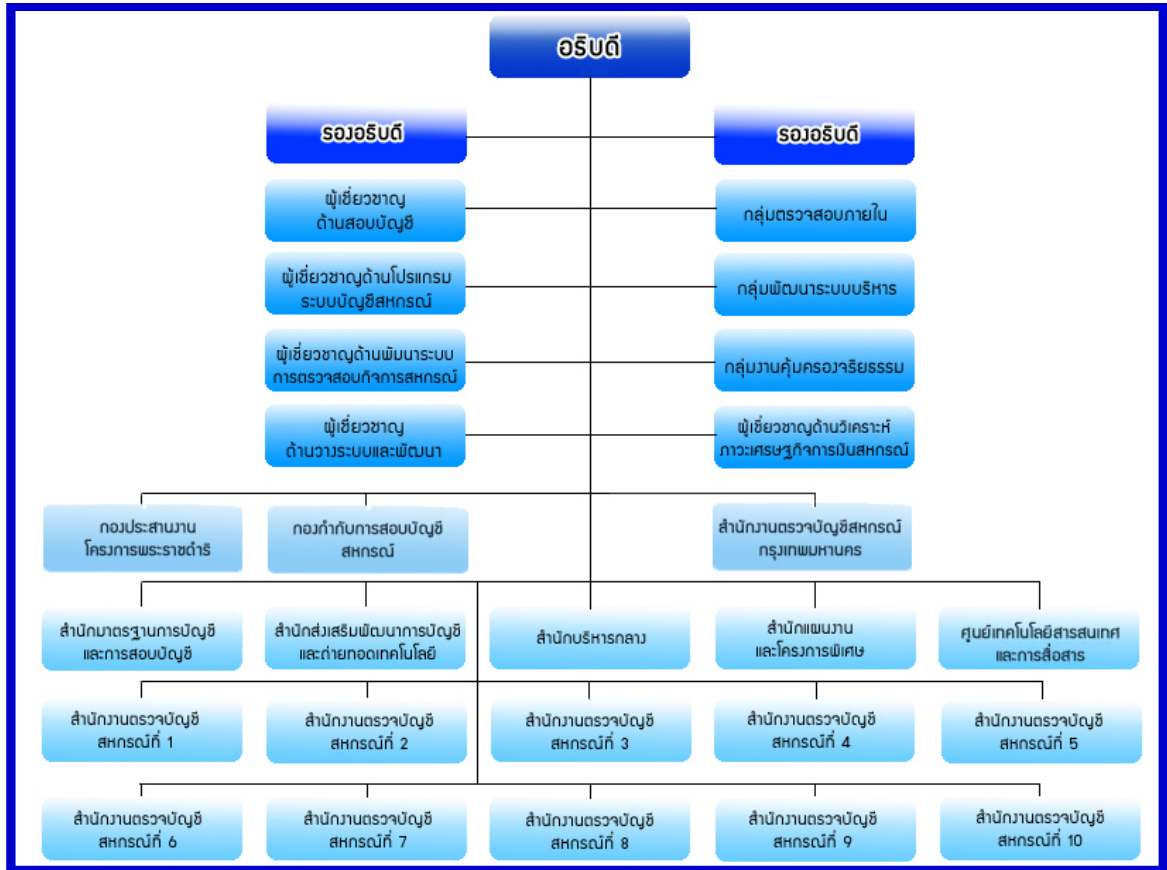 อธิบดี
รองอธิบดี
รองอธิบดี
ผู้เชี่ยวชาญ
ด้านสอบบัญชี
กลุ่มตรวจสอบภายใน
ผู้เชี่ยวชาญด้านโปรแกรม
ระบบบัญชีสหกรณ์
กลุ่มพัฒนาระบบบริหาร
ผู้เชี่ยวชาญด้านพัมนาระบบ
การตรวจสอบกิจการสหกรณ์
กลุ่มงานคุ้มครองจริยธรรม
ผู้เชี่ยวชาญ
ด้านวางระบบและพัฒนา
ผู้เชี่ยวชาญด้านวิเคราะห์
ภาวะเศรษฐกิจการเงินสหกรณ์
กองประสานงาน
โครงการพระราชดำริ
กองกำกับการสอบบัญชี
สหกรณ์
สำนักงานตรวจบัญชีสหกรณ์
กรุงเทพมหานคร
สำนักมาตรฐานการบัญชี
และการสอบบัญชี
สำนักส่งเสริมพัฒนาการบัญชี
และถ่ายทอดเทคโนโลยี
สำนักบริหารกลาง
สำนักแผนงาน
และโครงการพิเศษ
ศูนย์เทคโนโลยีสารสนเทศ
และการสื่อสาร
สำนักงานตรวจบัญชี
สหกรณ์ที่ 1
สำนักงานตรวจบัญชี
สหกรณ์ที่ 2
สำนักงานตรวจบัญชี
สหกรณ์ที่ 3
สำนักงานตรวจบัญชี
สหกรณ์ที่ 4
สำนักงานตรวจบัญชี
สหกรณ์ที่ 5
สำนักงานตรวจบัญชี
สหกรณ์ที่ 6
สำนักงานตรวจบัญชี
สหกรณ์ที่ 7
สำนักงานตรวจบัญชี
สหกรณ์ที่ 8
สำนักงานตรวจบัญชี
สหกรณ์ที่ 9
สำนักงานตรวจบัญชี
สหกรณ์ที่ 10